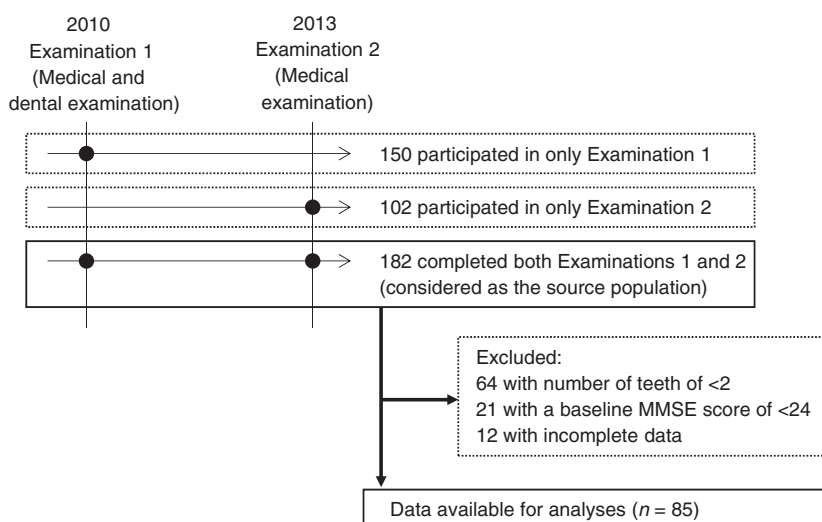 2010
Examination 1
(Medical and
dental examination)
2013
Examination 2
(Medical
examination)
150 participated in only Examination 1
102 participated in only Examination 2
182 completed both Examinations 1 and 2
(considered as the source population)
Excluded:
64 with number of teeth of <2
21 with a baseline MMSE score of <24
12 with incomplete data
Data available for analyses (n = 85)